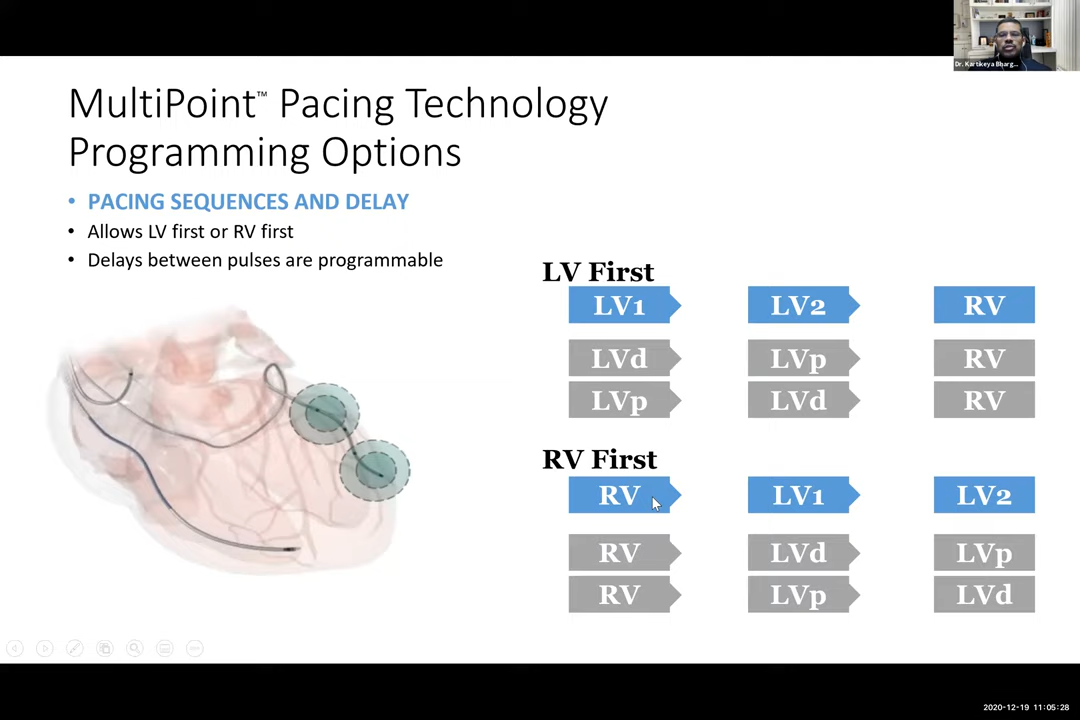 Dr. Kartikeya Bharg...
MultiPoint™ Pacing Technology
Programming Options
• PACING SEQUENCES AND DELAY
• Allows LV first or RV first
• Delays between pulses are programmable
LV First
LV1 LV2 RV
LVd LVp RV
LVp LVd RV
RV First
RV LV1 LV2
RV LVd LVp
RV LVp LVd
2020-12-19 11:05:28